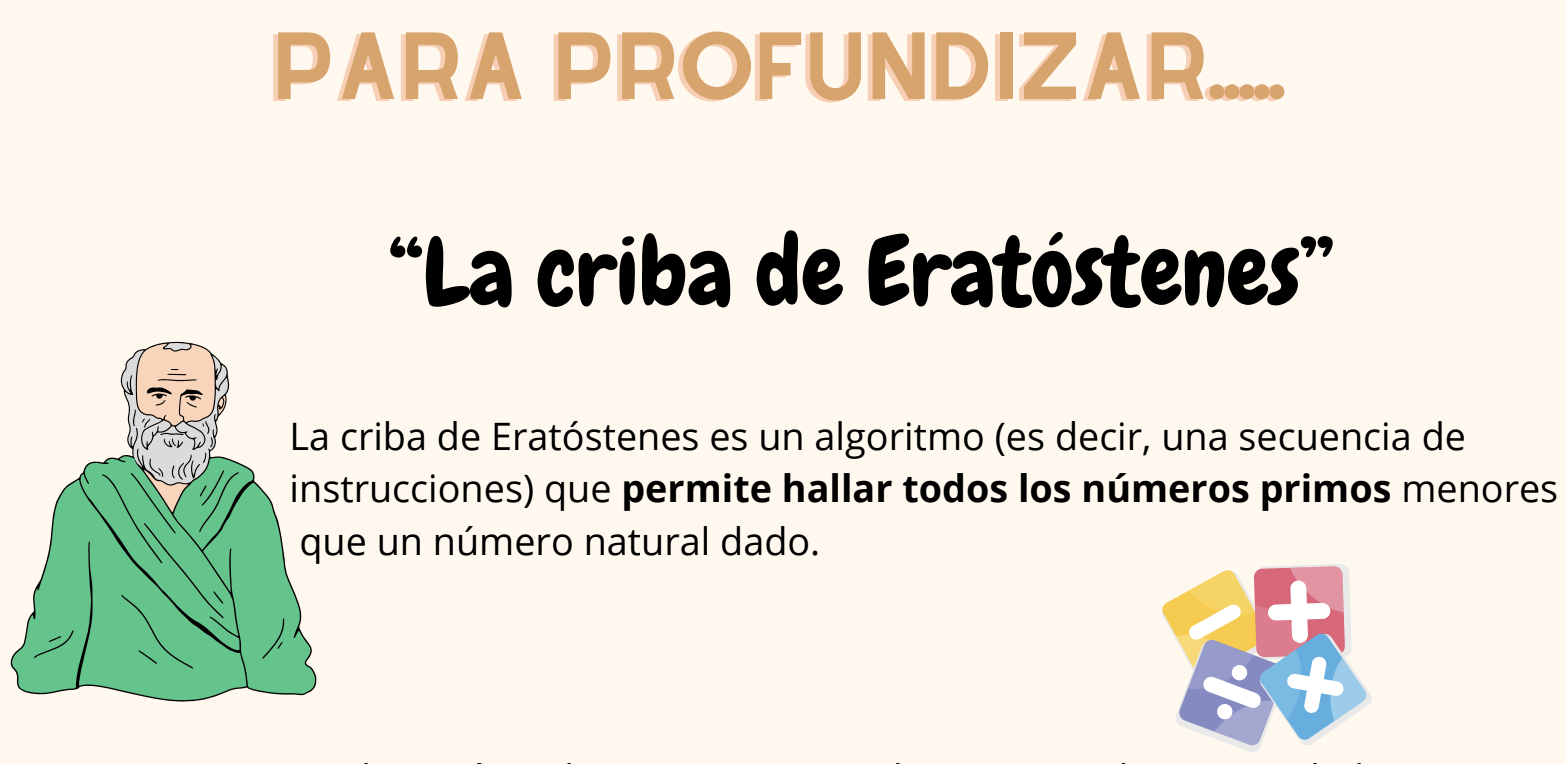 PARA PROFUNDIZAR.....
“La criba de Eratóstenes”
La criba de Eratóstenes es un algoritmo (es decir, una secuencia de
instrucciones) que permite hallar todos los números primos menores
que un número natural dado.